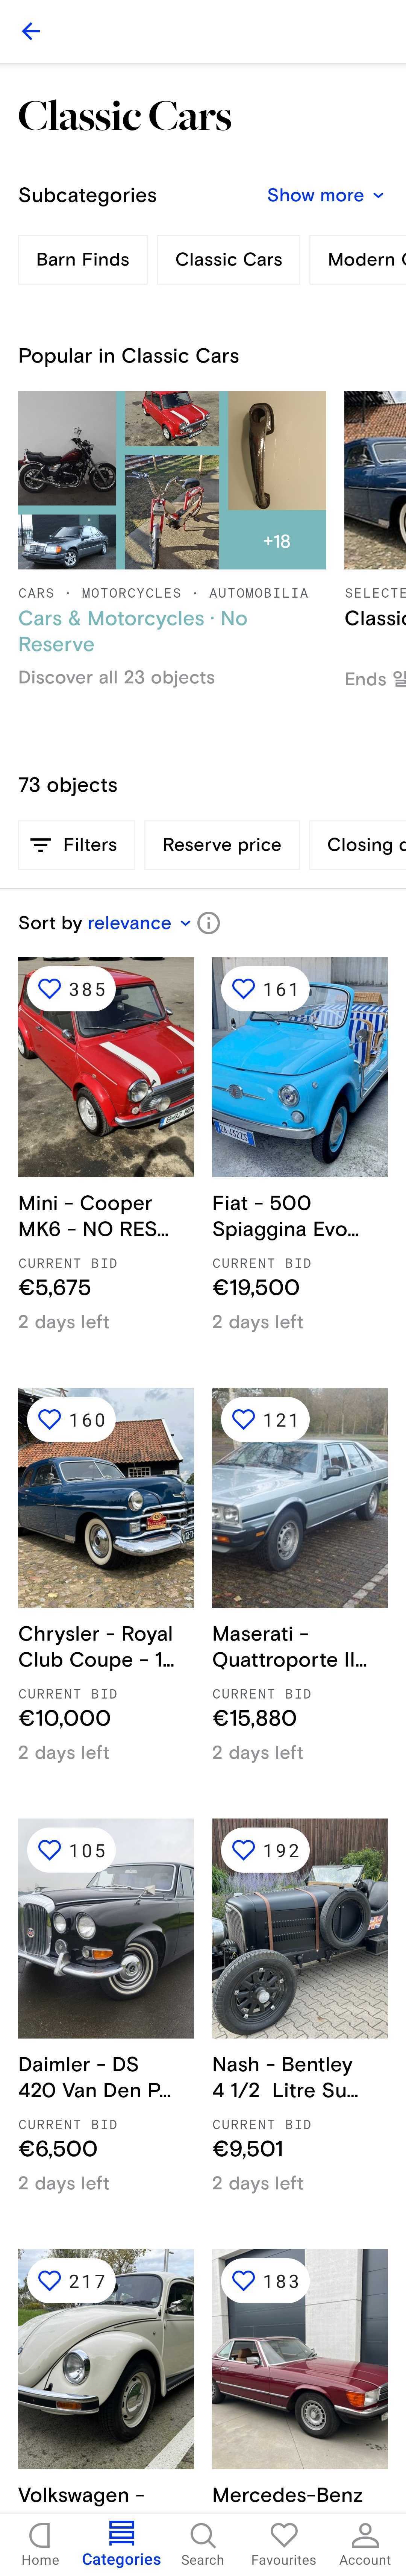 Classic Cars
Subcategories
Show more
Barn Finds
Classic Cars
Modern
Popular in Classic Cars
+18
CARS · MOTORCYCLES · AUTOMOBILIA
Cars & Motorcycles · No
Reserve
Discover all 23 objects
SELECTE
Classic
Ends 일
73 objects
Filters
Reserve price
Closing
Sort by relevance
385
161
Mini - Cooper
MK6 - NO RES...
CURRENT BID
€5,675
2 days left
Fiat - 500
Spiaggina Evo...
CURRENT BID
€19,500
2 days left
160
121
Chrysler - Royal
Club Coupe - 1...
CURRENT BID
€10,000
2 days left
Maserati -
Quattroporte II...
CURRENT BID
€15,880
2 days left
105
192
Daimler - DS
420 Van Den P...
CURRENT BID
€6,500
2 days left
Nash - Bentley
4 1/2 Litre Su...
CURRENT BID
€9,501
2 days left
217
183
Volkswagen -
Mercedes-Benz
Home
Categories
Search
Favourites
Account